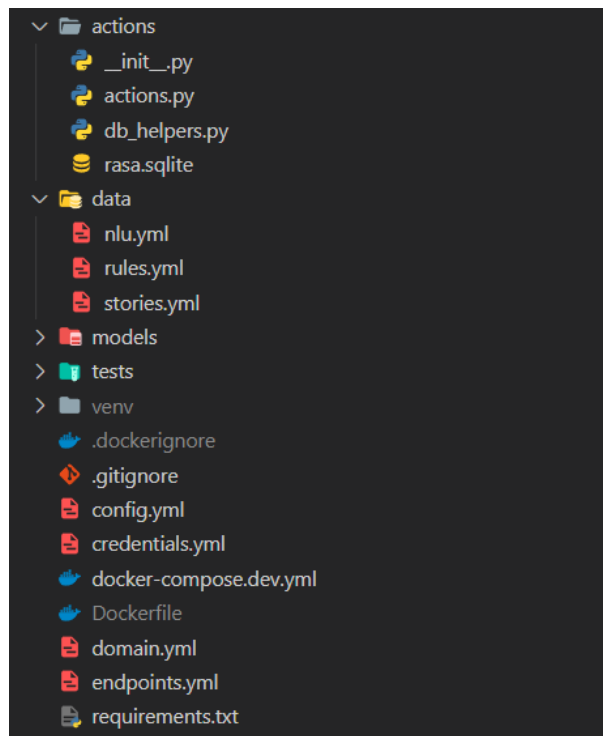 actions
__init__.py
actions.py
db_helpers.py
rasa.sqlite
data
nlu.yml
rules.yml
stories.yml
models
tests
venv
.dockerignore
.gitignore
config.yml
credentials.yml
docker-compose.dev.yml
Dockerfile
domain.yml
endpoints.yml
requirements.txt